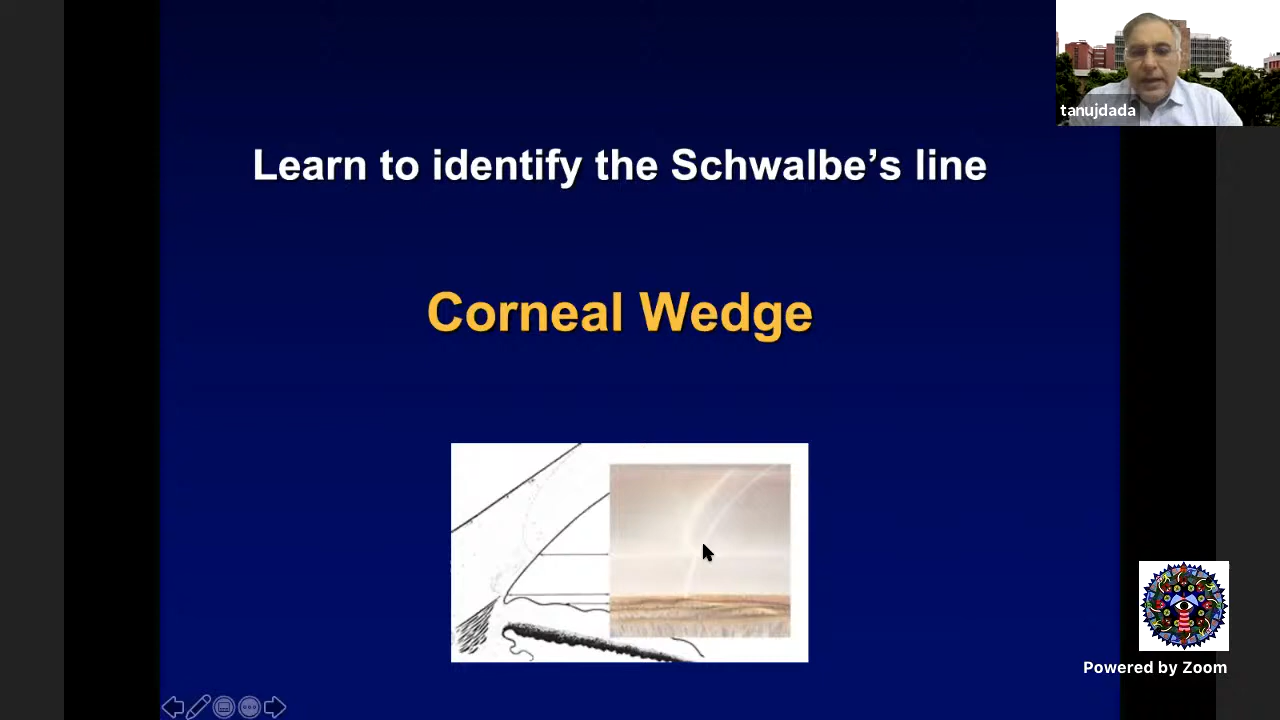 tanujdada
Learn to identify the Schwalbe’s line
Corneal Wedge
Powered by Zoom